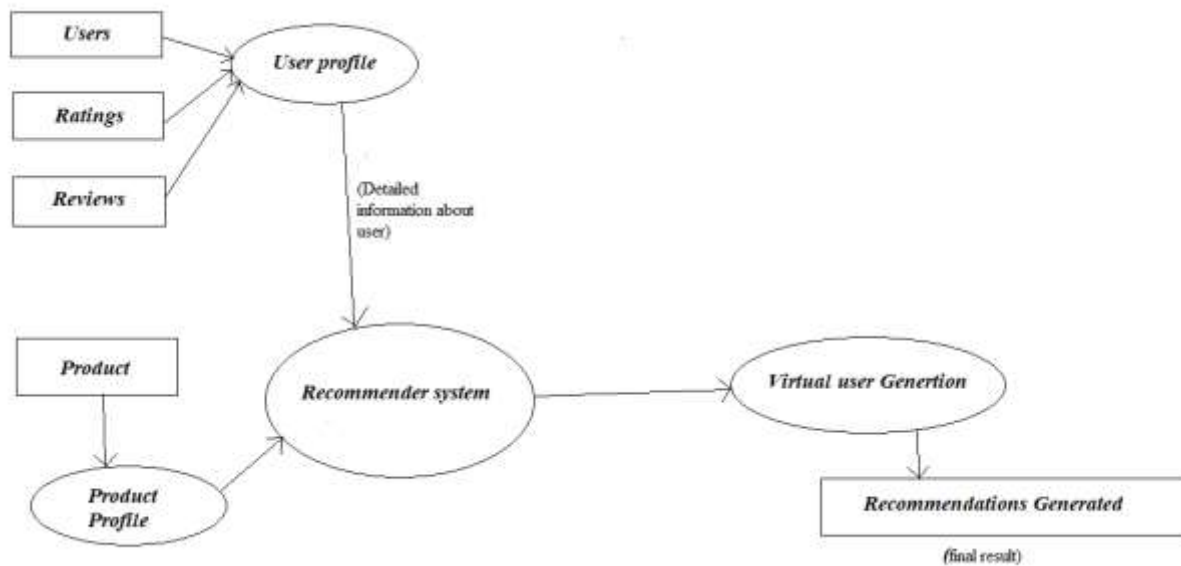 Users
User profile
Ratings
Reviews
(Detailed
information about
user)
Product
Recommender system
Virtual user Genertion
Product
Profile
Recommendations Generated
(final result)